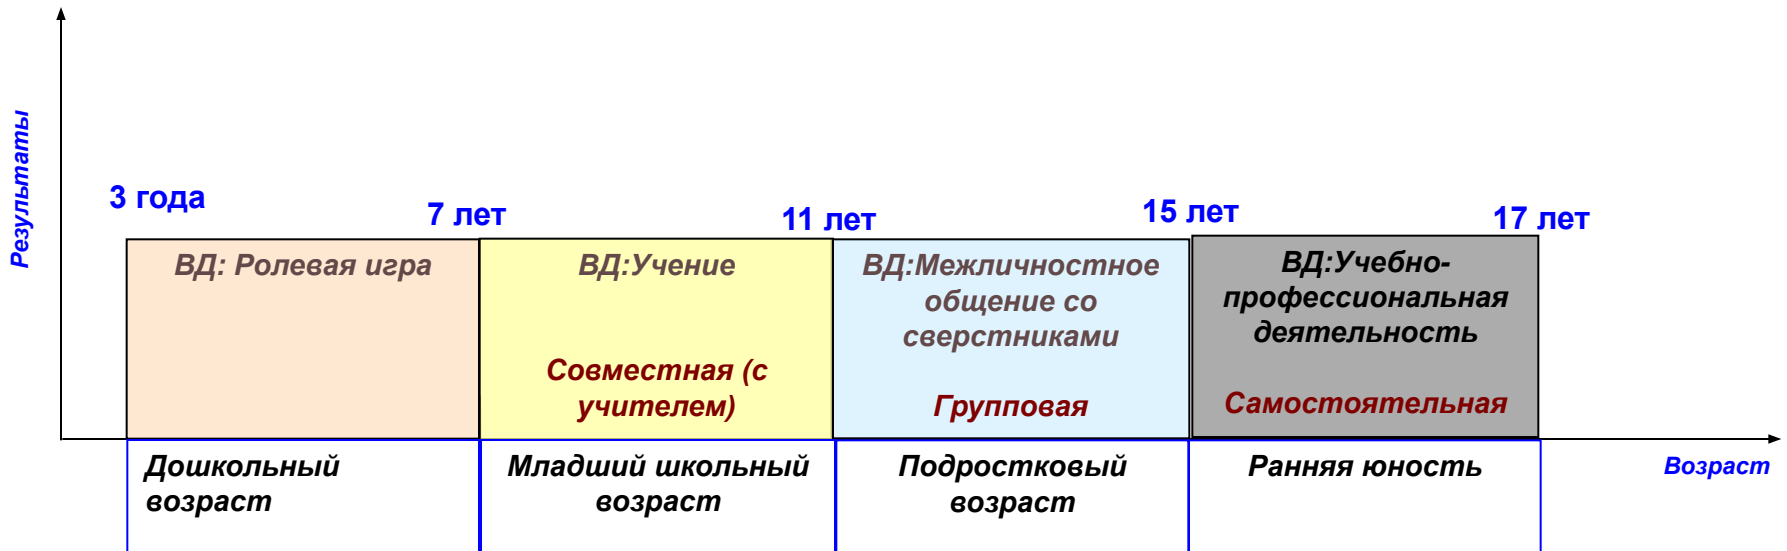 Результаты
3 года
7 лет
11 лет
15 лет
17 лет
ВД: Ролевая игра
ВД:Учение
Совместная (с
учителем)
ВД:Межличностное
общение со
сверстниками
Групповая
ВД:Учебно-
профессиональная
деятельность
Самостоятельная
Дошкольный
возраст
Младший школьный
возраст
Подростковый
возраст
Ранняя юность
Возраст